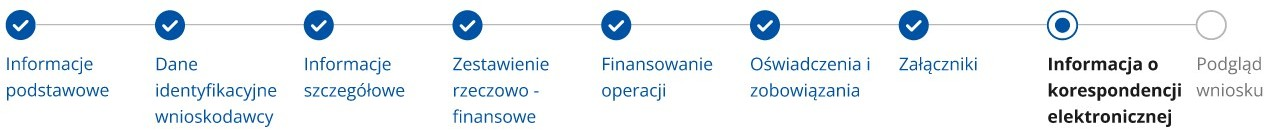 Informacje
podstawowe
Dane
identyfikacyjne
wnioskodawcy
Informacje
szczegółowe
Zestawienie
rzeczowo -
finansowe
Finansowanie
operacji
Oświadczenia i
zobowiązania
Załączniki
Informacja o
korespondencji
elektronicznej
Podgląd
wniosku